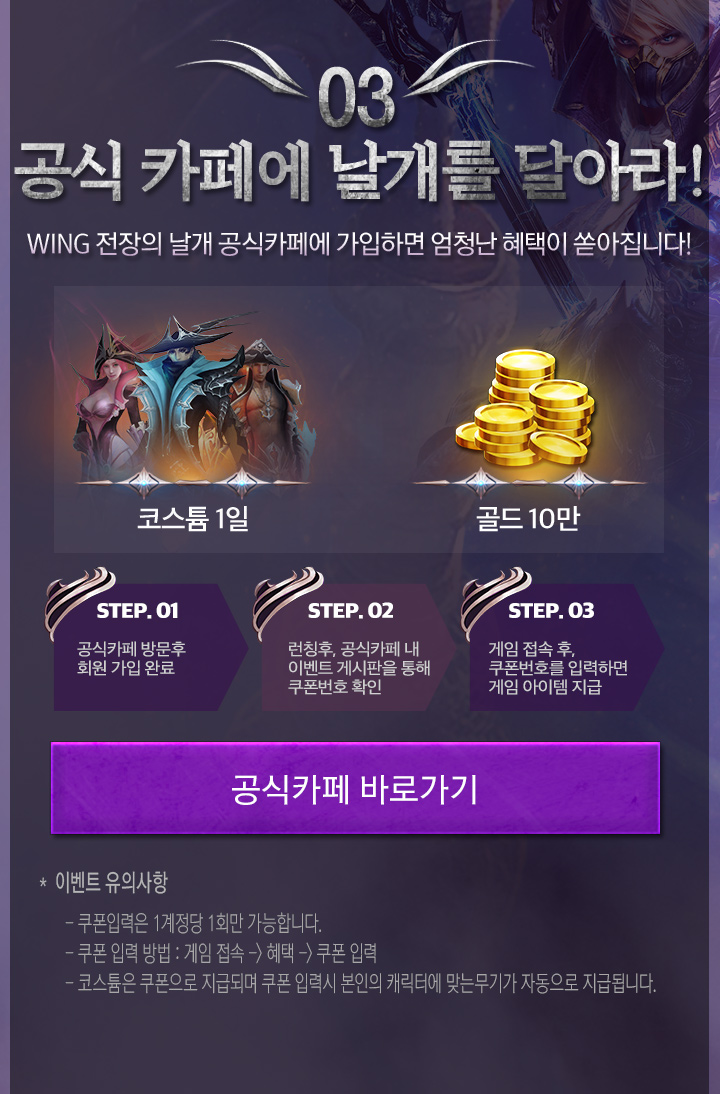 03
공식 카페에 날개를 달아라!
WING 전장의 날개 공식카페에 가입하면 엄청난 혜택이 쏟아집니다!
코스튬 1일
골드 10만
STEP. 01
공식카페 방문후
회원 가입 완료
STEP. 02
런칭후, 공식카페 내
이벤트 게시판을 통해
쿠폰번호 확인
STEP. 03
게임 접속 후,
쿠폰번호를 입력하면
게임 아이템 지급
공식카페 바로가기
* 이벤트 유의사항
- 쿠폰입력은 1계정당 1회만 가능합니다.
- 쿠폰 입력 방법 : 게임 접속 -> 혜택 -> 쿠폰 입력
- 코스튬은 쿠폰으로 지급되며 쿠폰 입력시 본인의 캐릭터에 맞는무기가 자동으로 지급됩니다.